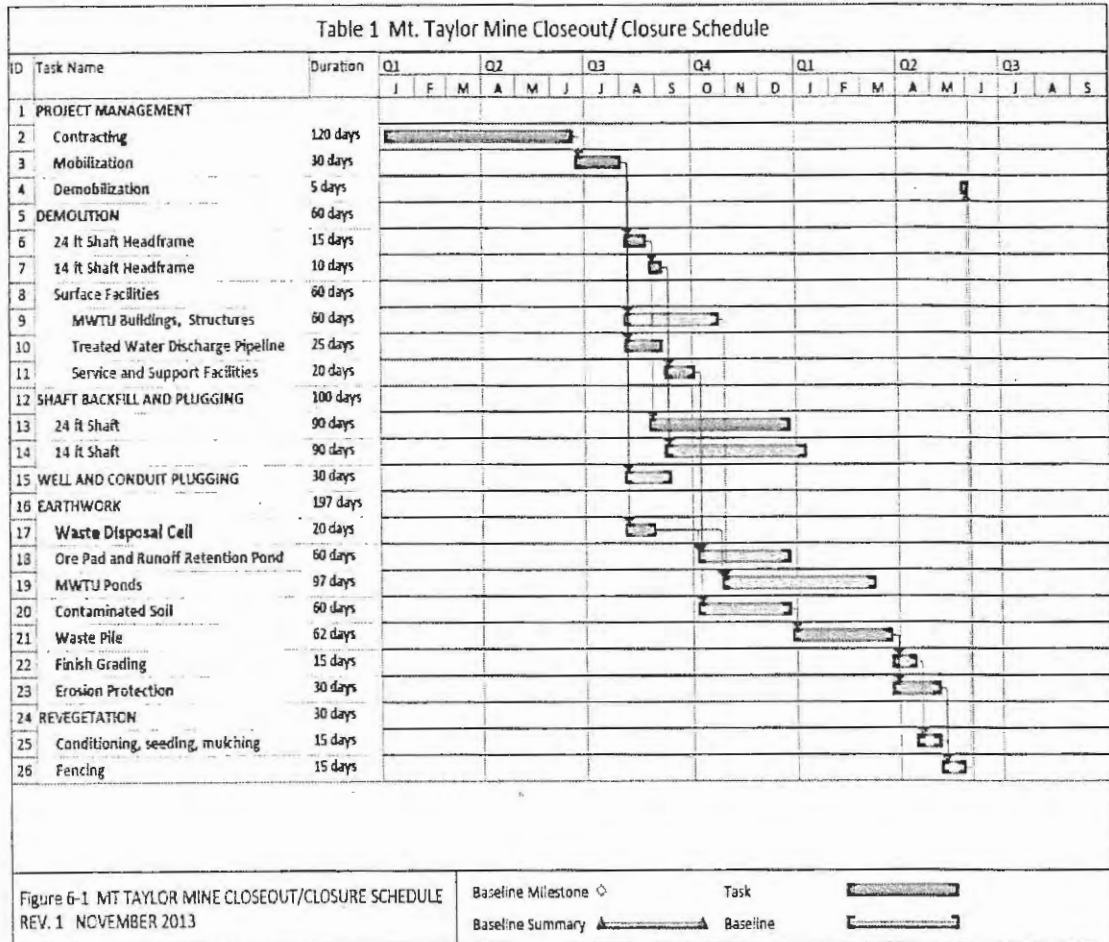 Table 1 Mt. Taylor Mine Closeout/ Closure Schedule
ID Task Name Duration Q1 Q2 Q3 Q4 Q1 Q2 Q3
J F M A M J J A S O N D J F M A M J J A S
1 PROJECT MANAGEMENT
2 Contracting 120 days
3 Mobilization 30 days
4 Demobilization 5 days
5 DEMOLITION 60 days
6 24 ft Shaft Headframe 15 days
7 14 ft Shaft Headframe 10 days
8 Surface Facilities 60 days
9 MWTU Buildings, Structures 60 days
10 Treated Water Discharge Pipeline 25 days
11 Service and Support Facilities 20 days
12 SHAFT BACKFILL AND PLUGGING 100 days
13 24 ft Shaft 90 days
14 14 ft Shaft 90 days
15 WELL AND CONDUIT PLUGGING 30 days
16 EARTHWORK 197 days
17 Waste Disposal Cell 20 days
18 Ore Pad and Runoff Retention Pond 60 days
19 MWTU Ponds 97 days
20 Contaminated Soil 60 days
21 Waste Pile 62 days
22 Finish Grading 15 days
23 Erosion Protection 30 days
24 REVEGETATION 30 days
25 Conditioning, seeding, mulching 15 days
26 Fencing 15 days
Figure 6-1 MT TAYLOR MINE CLOSEOUT/CLOSURE SCHEDULE
REV. 1 NOVEMBER 2013
Baseline Milestone Task
Baseline Summary Baseline